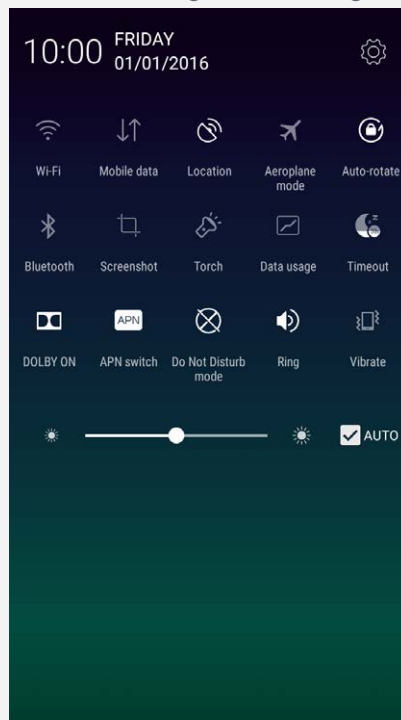 10:00 FRIDAY
01/01/2016
Wi-Fi Mobile data Location Aeroplane mode Auto-rotate
Bluetooth Screenshot Torch Data usage Timeout
APN
DOLBY ON APN switch Do Not Disturb mode Ring Vibrate
AUTO